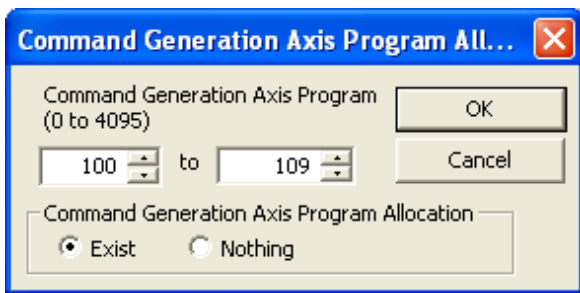 Command Generation Axis Program All...
Command Generation Axis Program
(0 to 4095)
OK
100 to 109
Cancel
Command Generation Axis Program Allocation
Exist Nothing